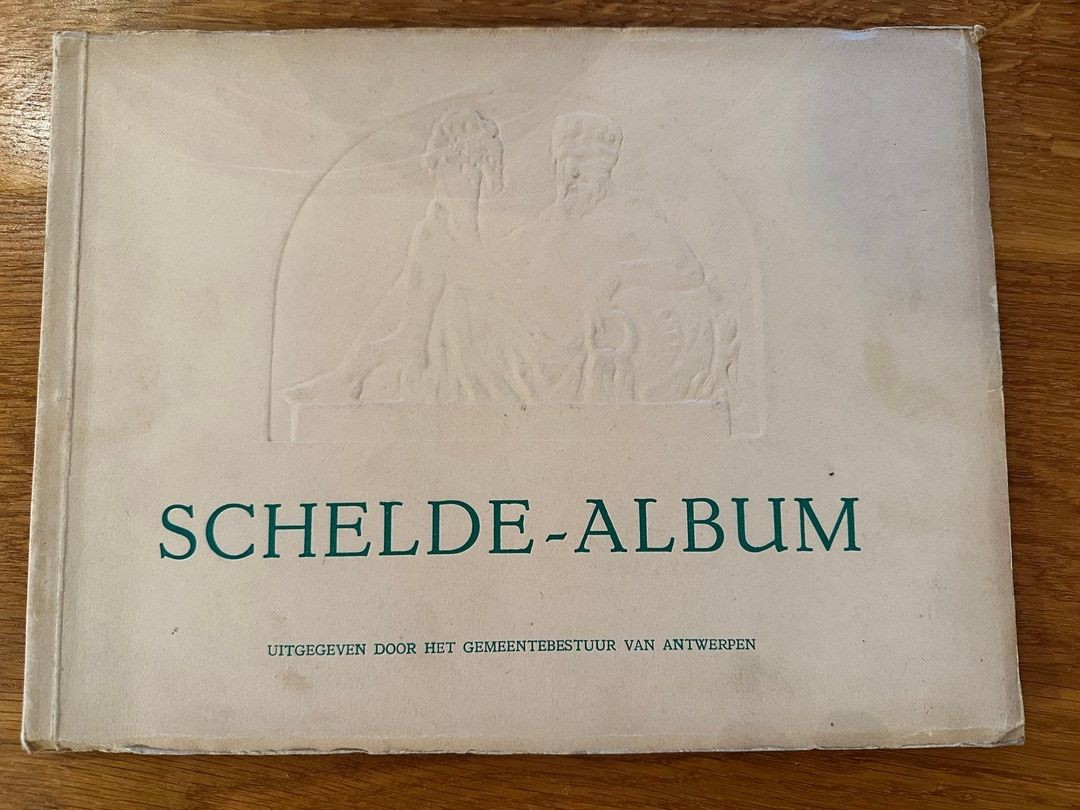 SCHELDE-ALBUM
UITGEGEVEN DOOR HET GEMEENTEBESTUUR VAN ANTWERPEN